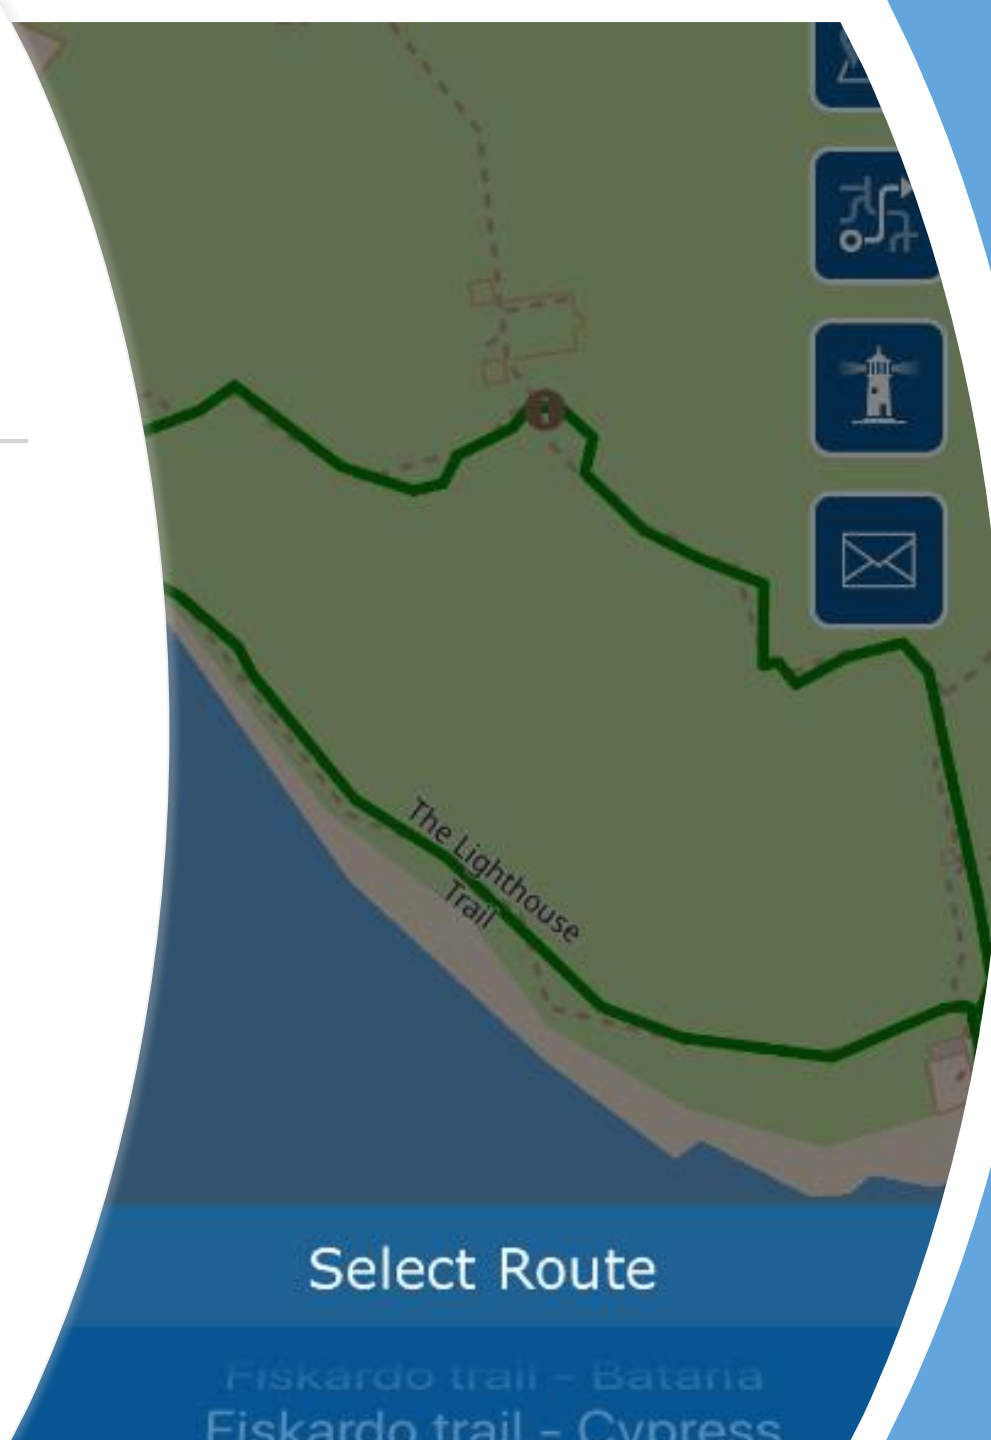 The Lighthouse
Trail
Select Route
Fiskardo trail - Bataria
Fiskardo trail - Cypress